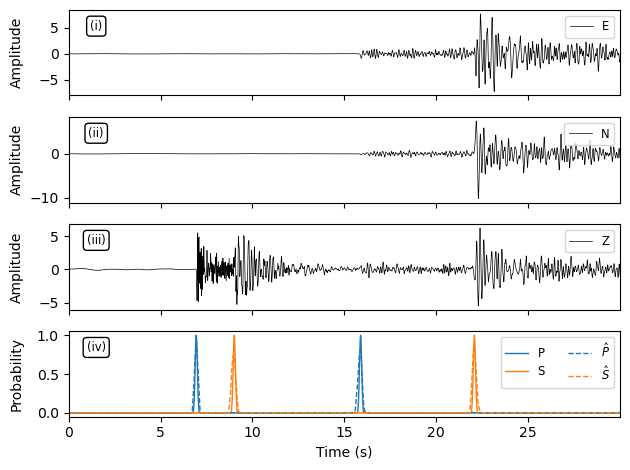 (i)
E
Amplitude
5
0
−5
(ii)
N
Amplitude
0
−10
(iii)
Z
Amplitude
5
0
−5
(iv)
P P̂
S Ŝ
Probability
1.0
0.5
0.0
0 5 10 15 20 25
Time (s)